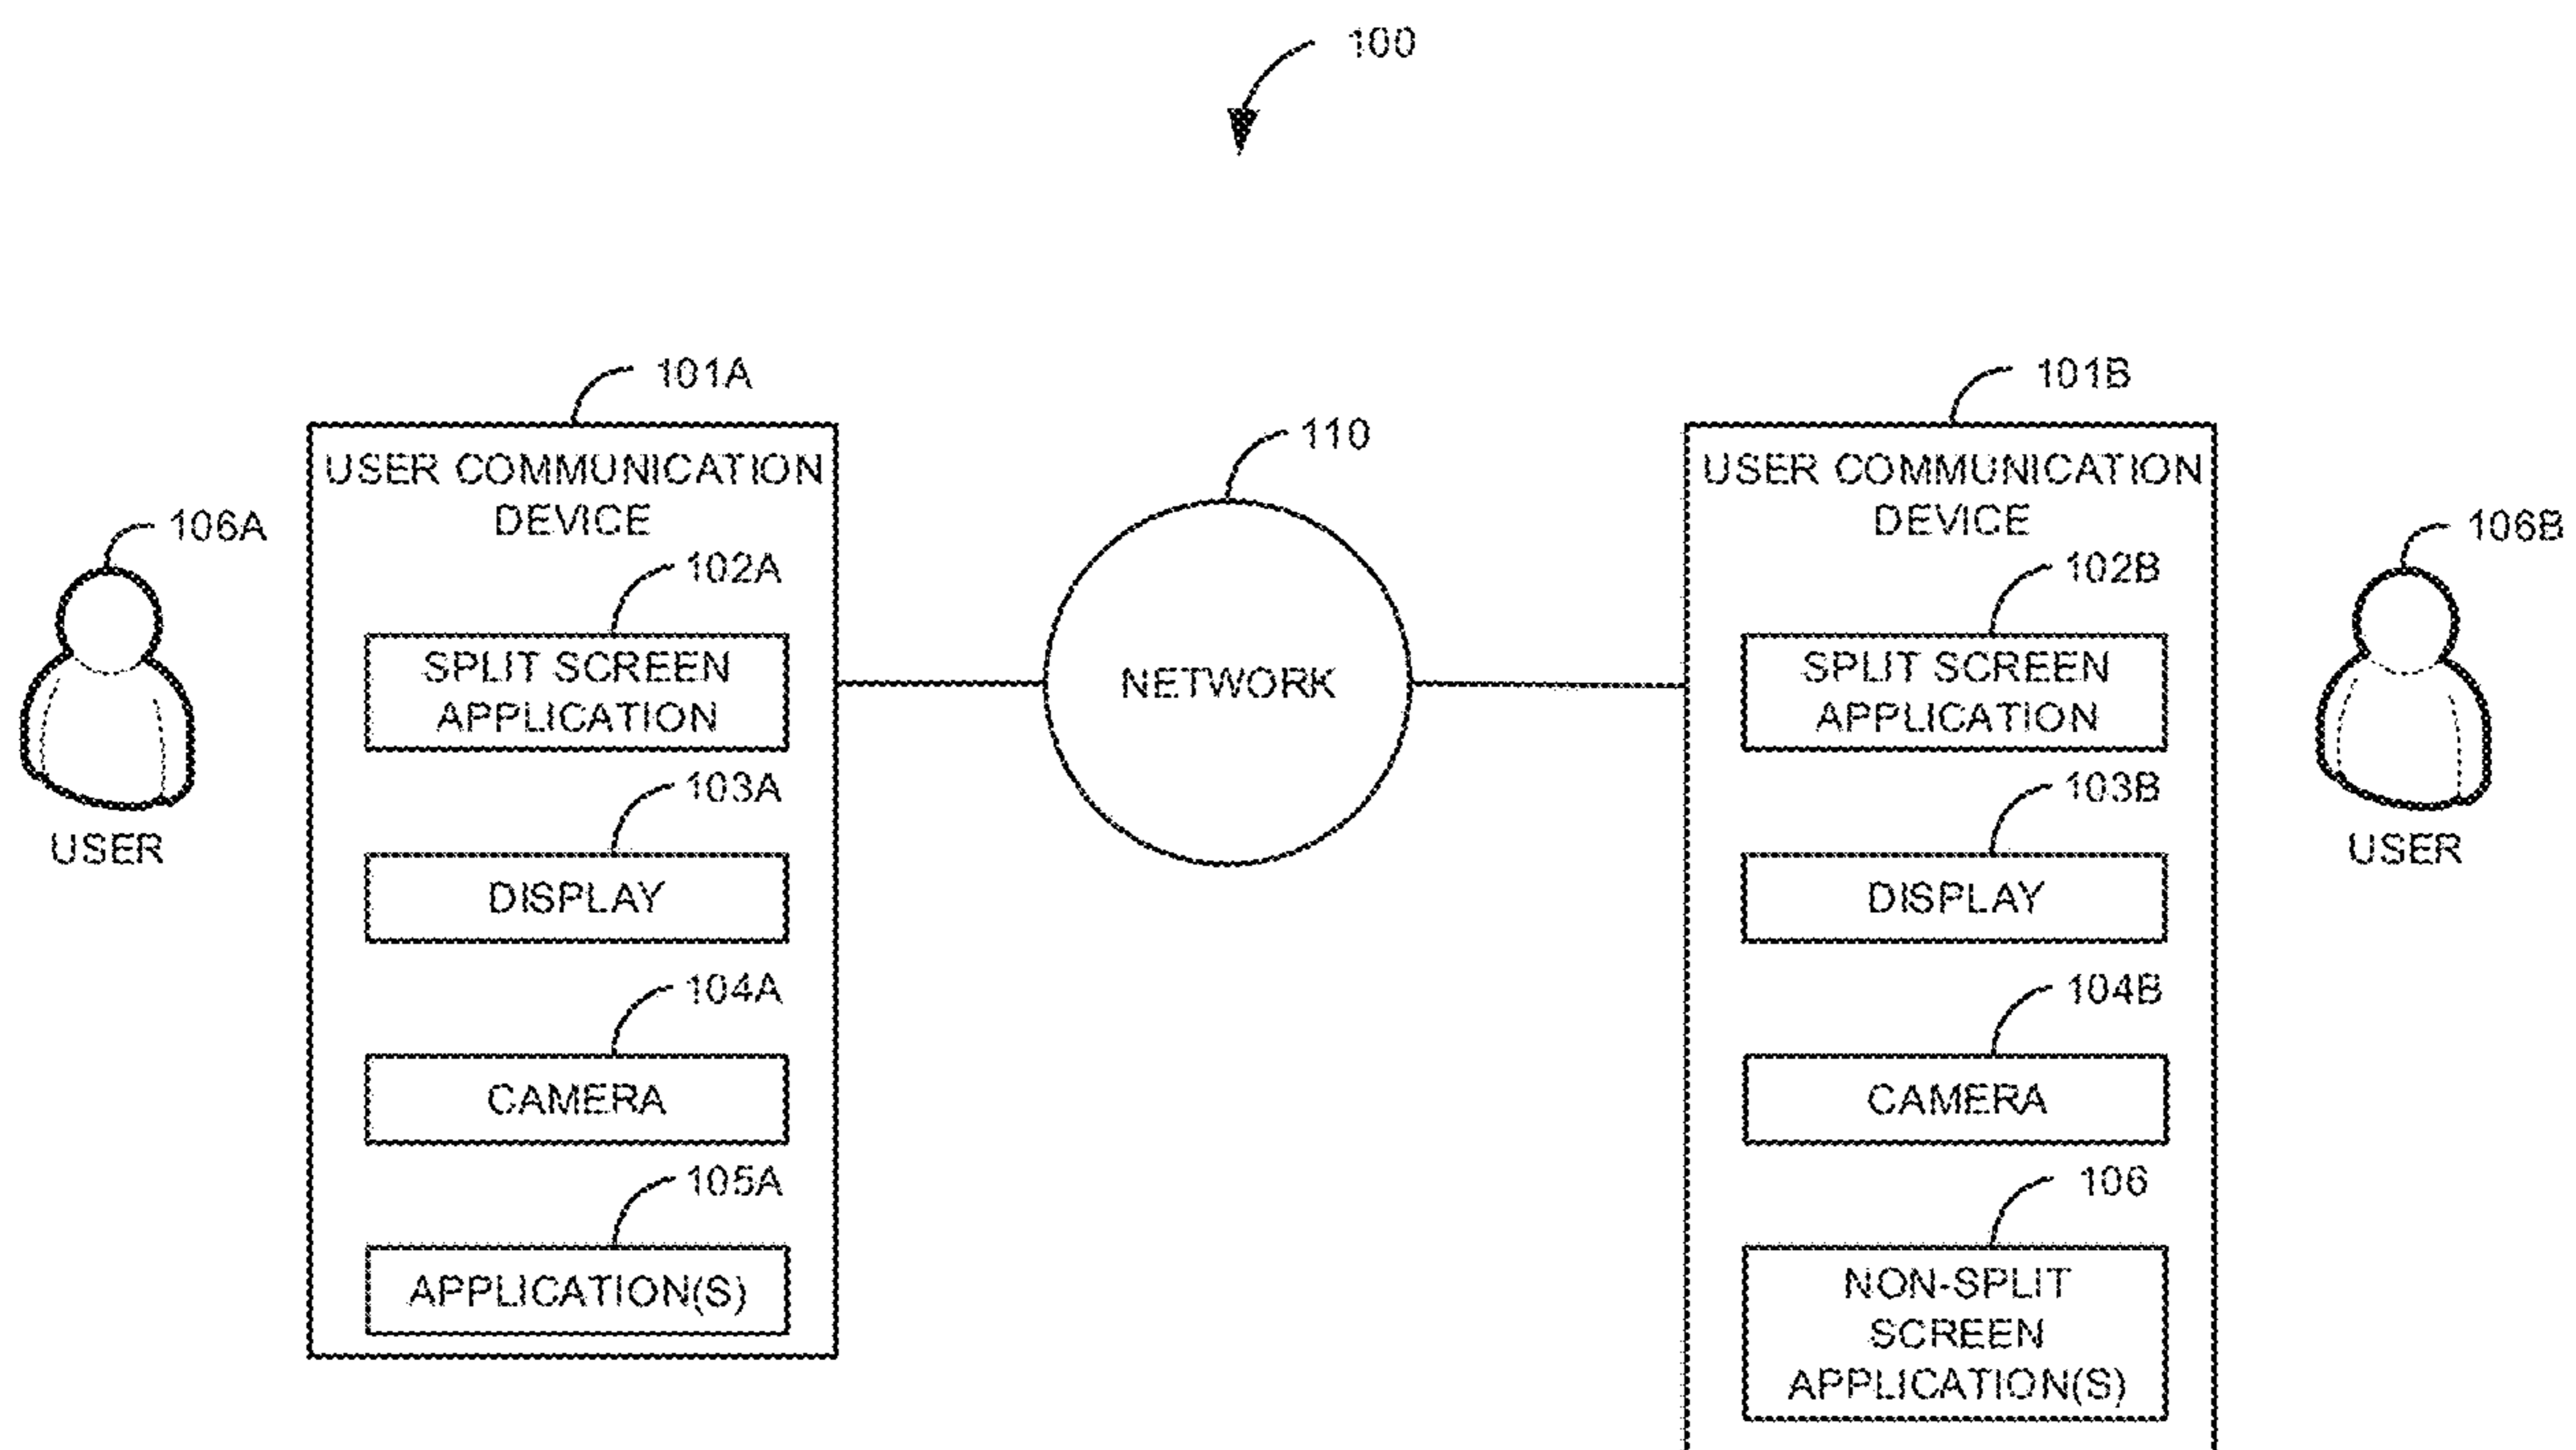 100
101A
USER COMMUNICATION
DEVICE
102A
SPLIT SCREEN
APPLICATION
103A
DISPLAY
104A
CAMERA
105A
APPLICATION(S)
106A
USER
110
NETWORK
101B
USER COMMUNICATION
DEVICE
102B
SPLIT SCREEN
APPLICATION
103B
DISPLAY
104B
CAMERA
106
NON-SPLIT
SCREEN
APPLICATION(S)
106B
USER